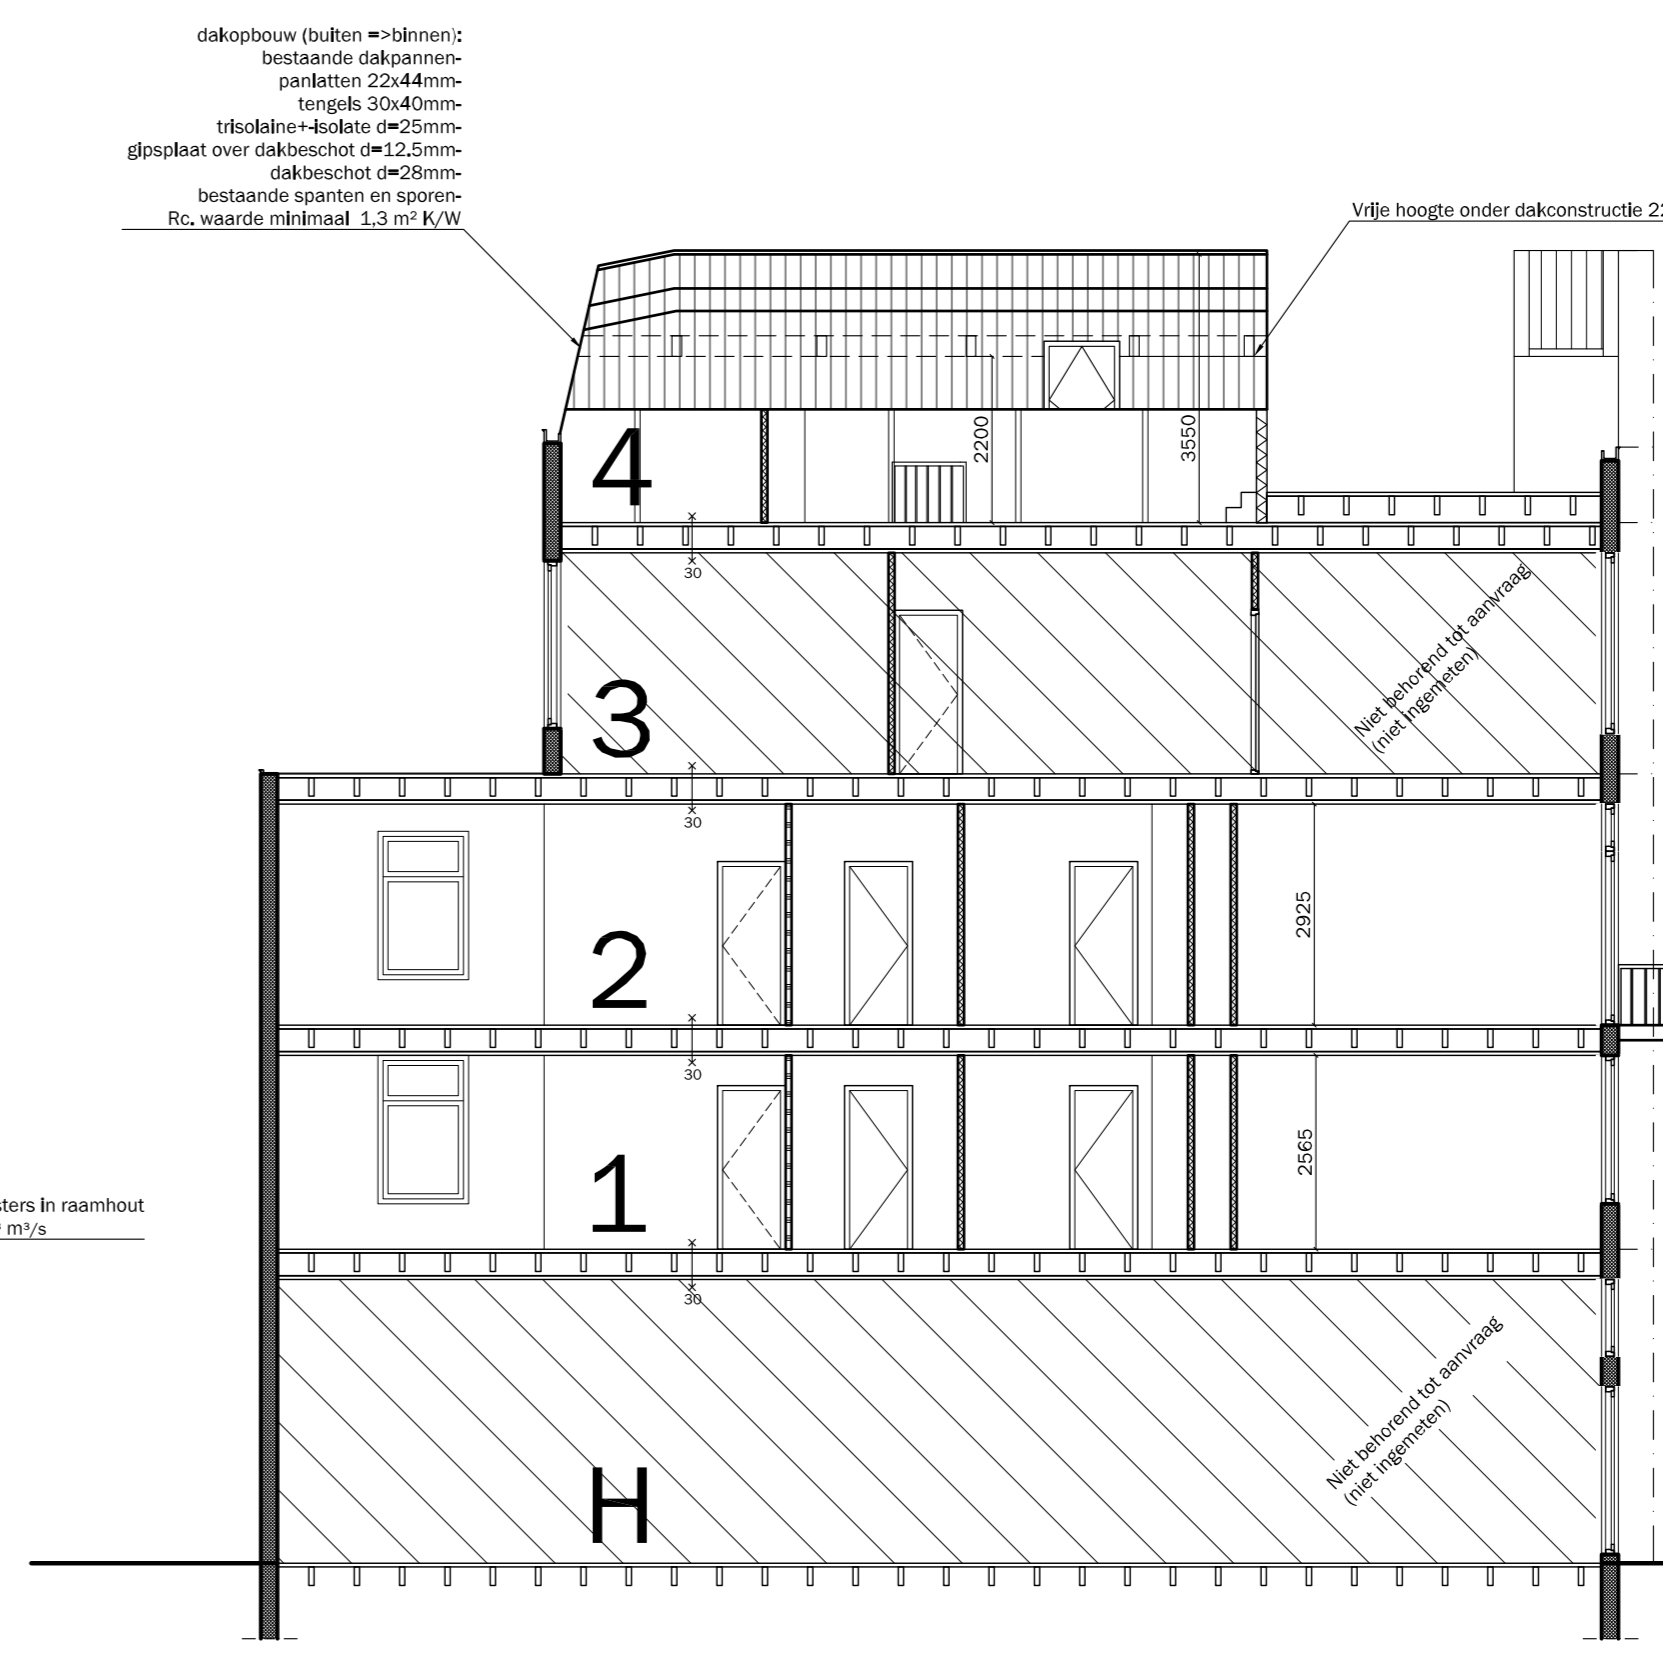 dakopbouw (buiten =>binnen):
bestaande dakpannen-
panlatten 22x44mm-
tengels 30x40mm-
trisolaine+-isolate d=25mm-
gipsplaat over dakbeschot d=12.5mm-
dakbeschot d=28mm-
bestaande spanten en sporen-
Rc. waarde minimaal 1,3 m² K/W
Vrije hoogte onder dakconstructie
2200
3550
4
30
Niet behorend tot aanvraag
(niet ingemeten)
3
30
2925
2
30
2565
1
in raamhout
m³/s
30
Niet behorend tot aanvraag
(niet ingemeten)
H